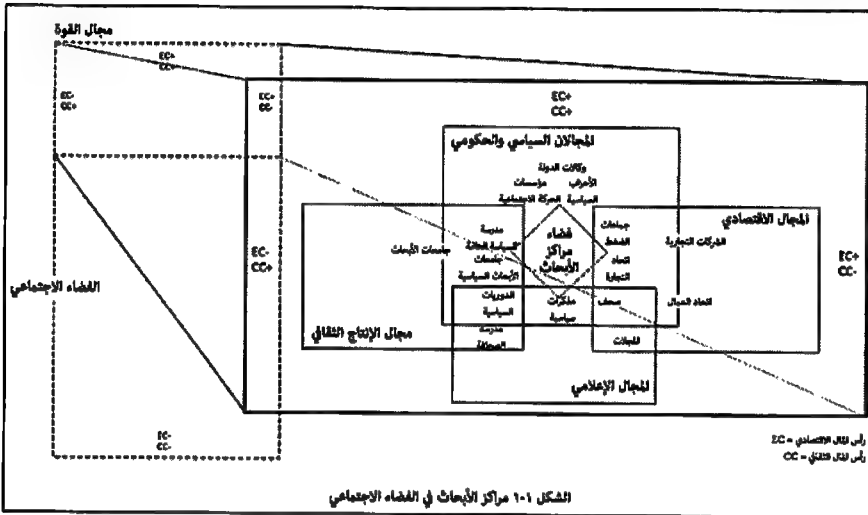 مجال القوة
EC+
CC+
EC-
CC+
EC+
CC-
EC+
CC+
المجالان السياسي والحكومي
وكالات الدولة
الأحزاب
السياسية
مؤسسات
الحركة الاجتماعية
المجال الاقتصادي
جماعات
الضغط
اتحاد
التجارة
الشركات التجارية
فضاء
مراكز
الأبحاث
مدرسة
السياسة العامة
جامعات
الأبحاث السياسية
جامعات الأبحاث
EC-
CC+
EC+
CC-
الفضاء الاجتماعي
اتحاد العمال
صحف
مذكرات
سياسية
الدوريات
السياسية
مدرسة
الصحافة
المجلات
مجال الإنتاج الثقافي
المجال الإعلامي
EC-
CC-
رأس المال الاقتصادي = EC
رأس المال الثقافي = CC
الشكل ١-١ مراكز الأبحاث في الفضاء الاجتماعي